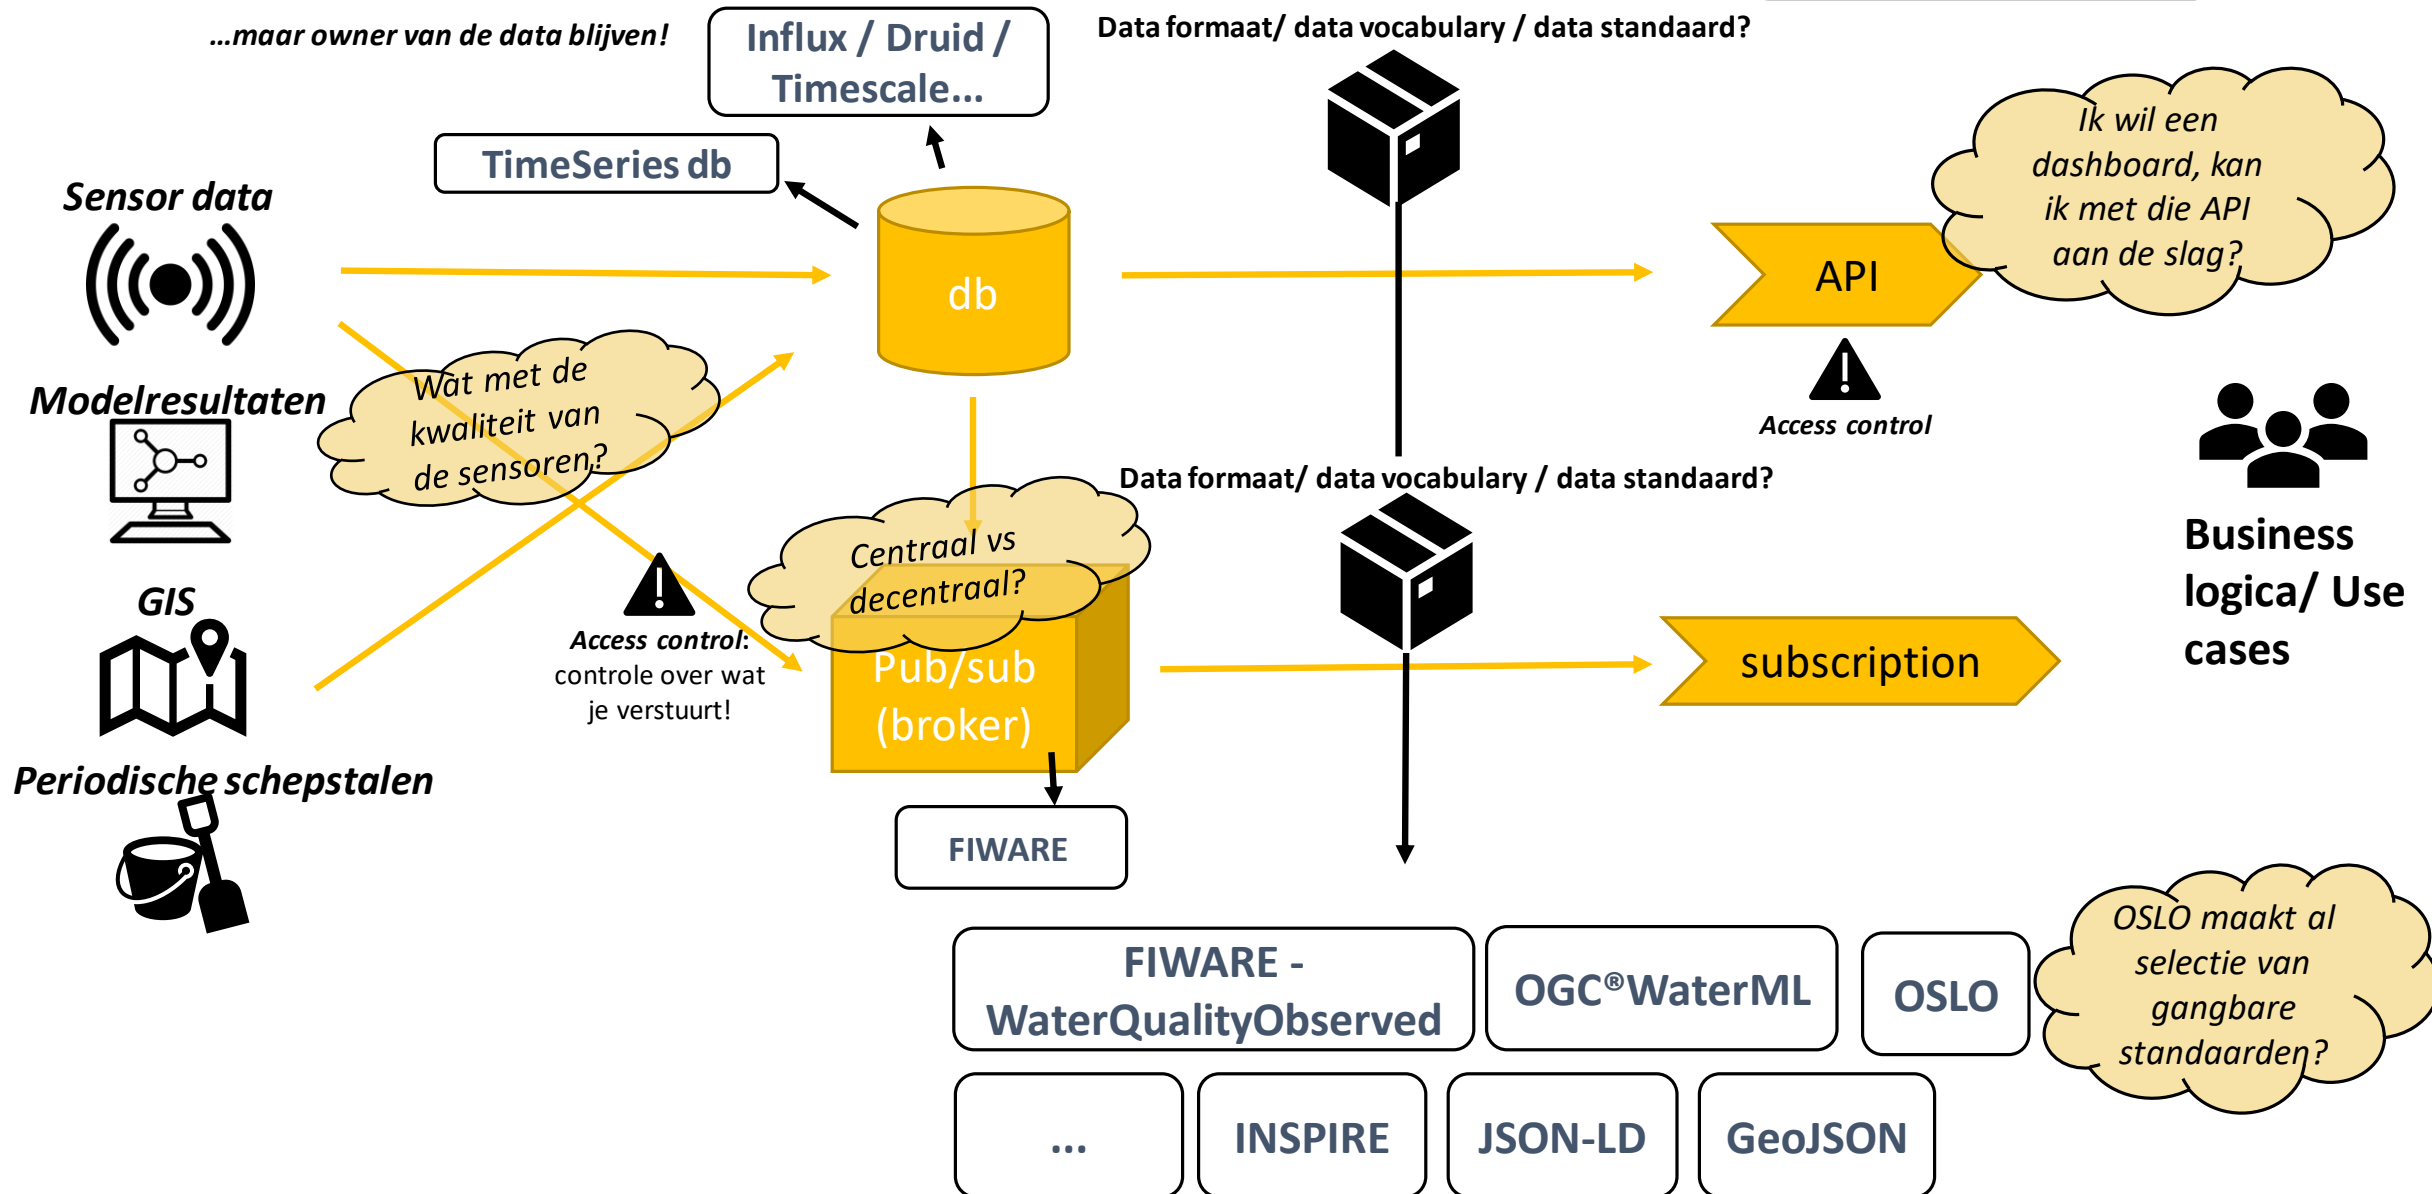 ...maar owner van de data blijven!
Influx / Druid /
Timescale...
Data formaat/ data vocabulary / data standaard?
TimeSeries db
Ik wil een
dashboard, kan
ik met die API
aan de slag?
Sensor data
db
API
Wat met de
kwaliteit van
de sensoren?
Modelresultaten
Access control
Data formaat/ data vocabulary / data standaard?
Centraal vs
decentraal?
Business
logica/ Use
cases
GIS
Access control:
controle over wat
je verstuurt!
Pub/sub
(broker)
subscription
Periodische schepstalen
FIWARE
FIWARE -
WaterQualityObserved
OGC®WaterML
OSLO
OSLO maakt al
selectie van
gangbare
standaarden?
...
INSPIRE
JSON-LD
GeoJSON